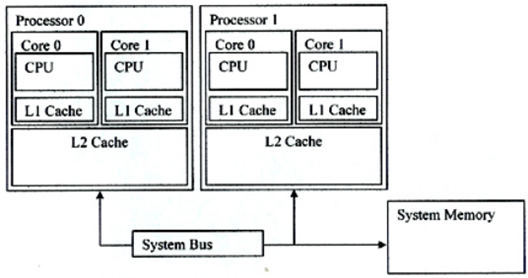 Processor 0
Core 0
Core 1
CPU
CPU
L1 Cache
L1 Cache
L2 Cache
Processor 1
Core 0
Core 1
CPU
CPU
L1 Cache
L1 Cache
L2 Cache
System Bus
System Memory